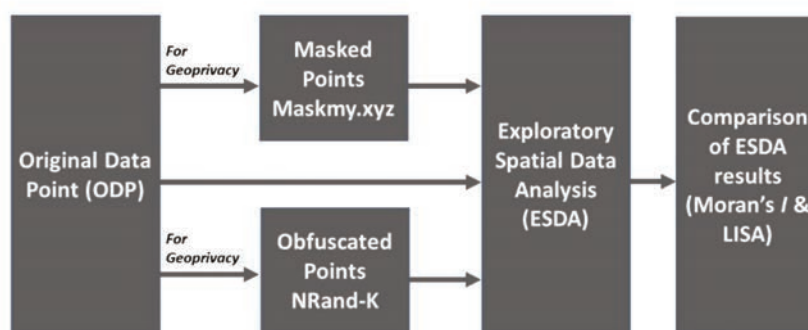 Original Data
Point (ODP)
For
Geoprivacy
Masked
Points
Maskmy.xyz
For
Geoprivacy
Obfuscated
Points
NRand-K
Exploratory
Spatial Data
Analysis
(ESDA)
Comparison
of ESDA
results
(Moran's I &
LISA)